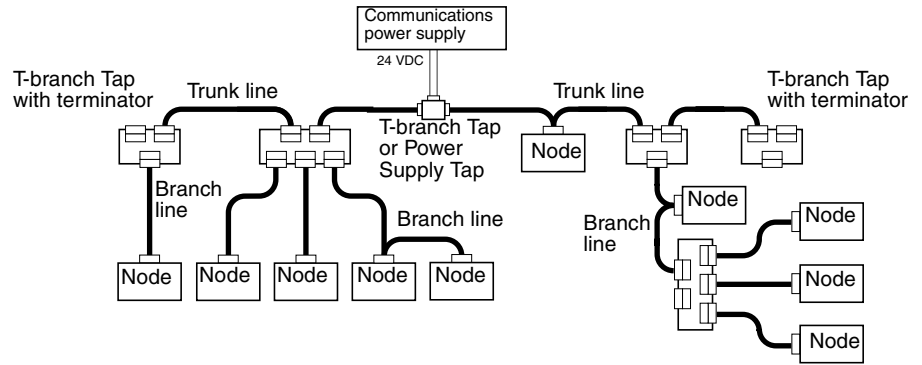 Communications
power supply
24 VDC
T-branch Tap
with terminator
Trunk line
Trunk line
T-branch Tap
with terminator
T-branch Tap
or Power
Supply Tap
Node
Branch
line
Branch line
Node
Node
Node
Node
Node
Node
Branch
line
Node
Node
Node